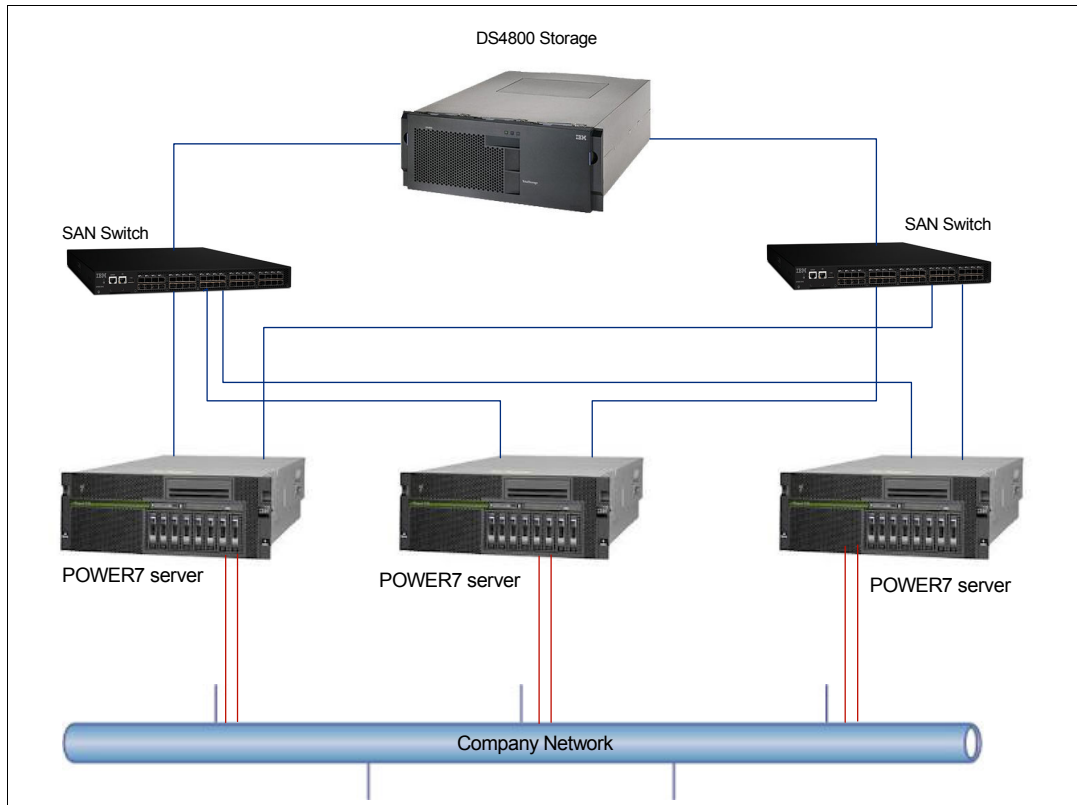 DS4800 Storage
SAN Switch
SAN Switch
POWER7 server
POWER7 server
POWER7 server
Company Network